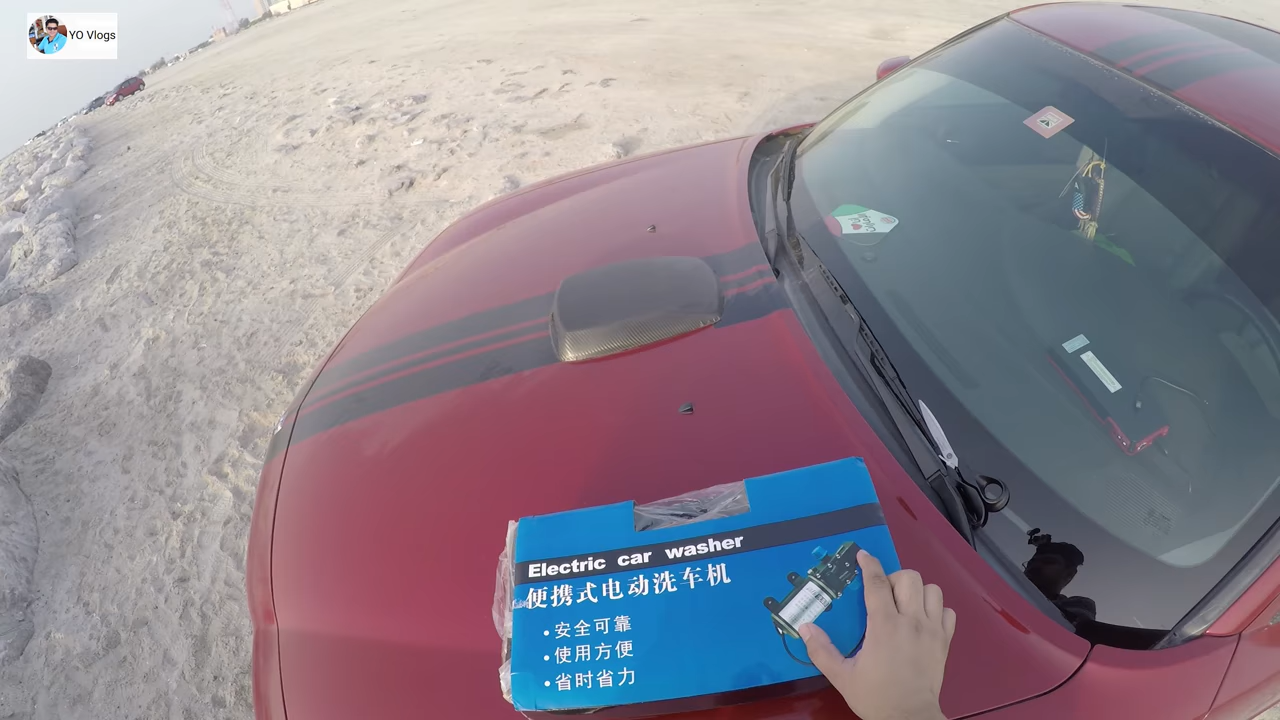 YO Vlogs
Electric car washer
便携式电动洗车机
•安全可靠
•使用方便
•省时省力